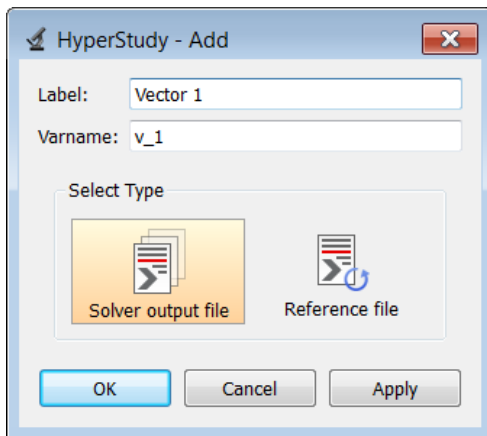 HyperStudy - Add
Label: Vector 1
Varname: v_1
Select Type
Solver output file Reference file
OK Cancel Apply